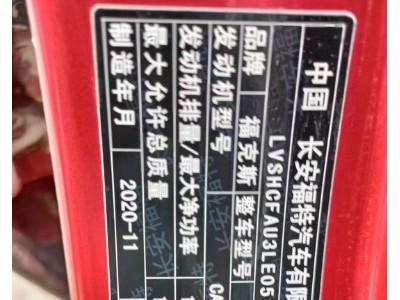 中国 长安福特汽车有限
LVSHCFAU3LE05
品牌 福克斯 整车型号
发动机型号 CA
发动机排量/最大净功率
最大允许总质量
制造年月 2020-11